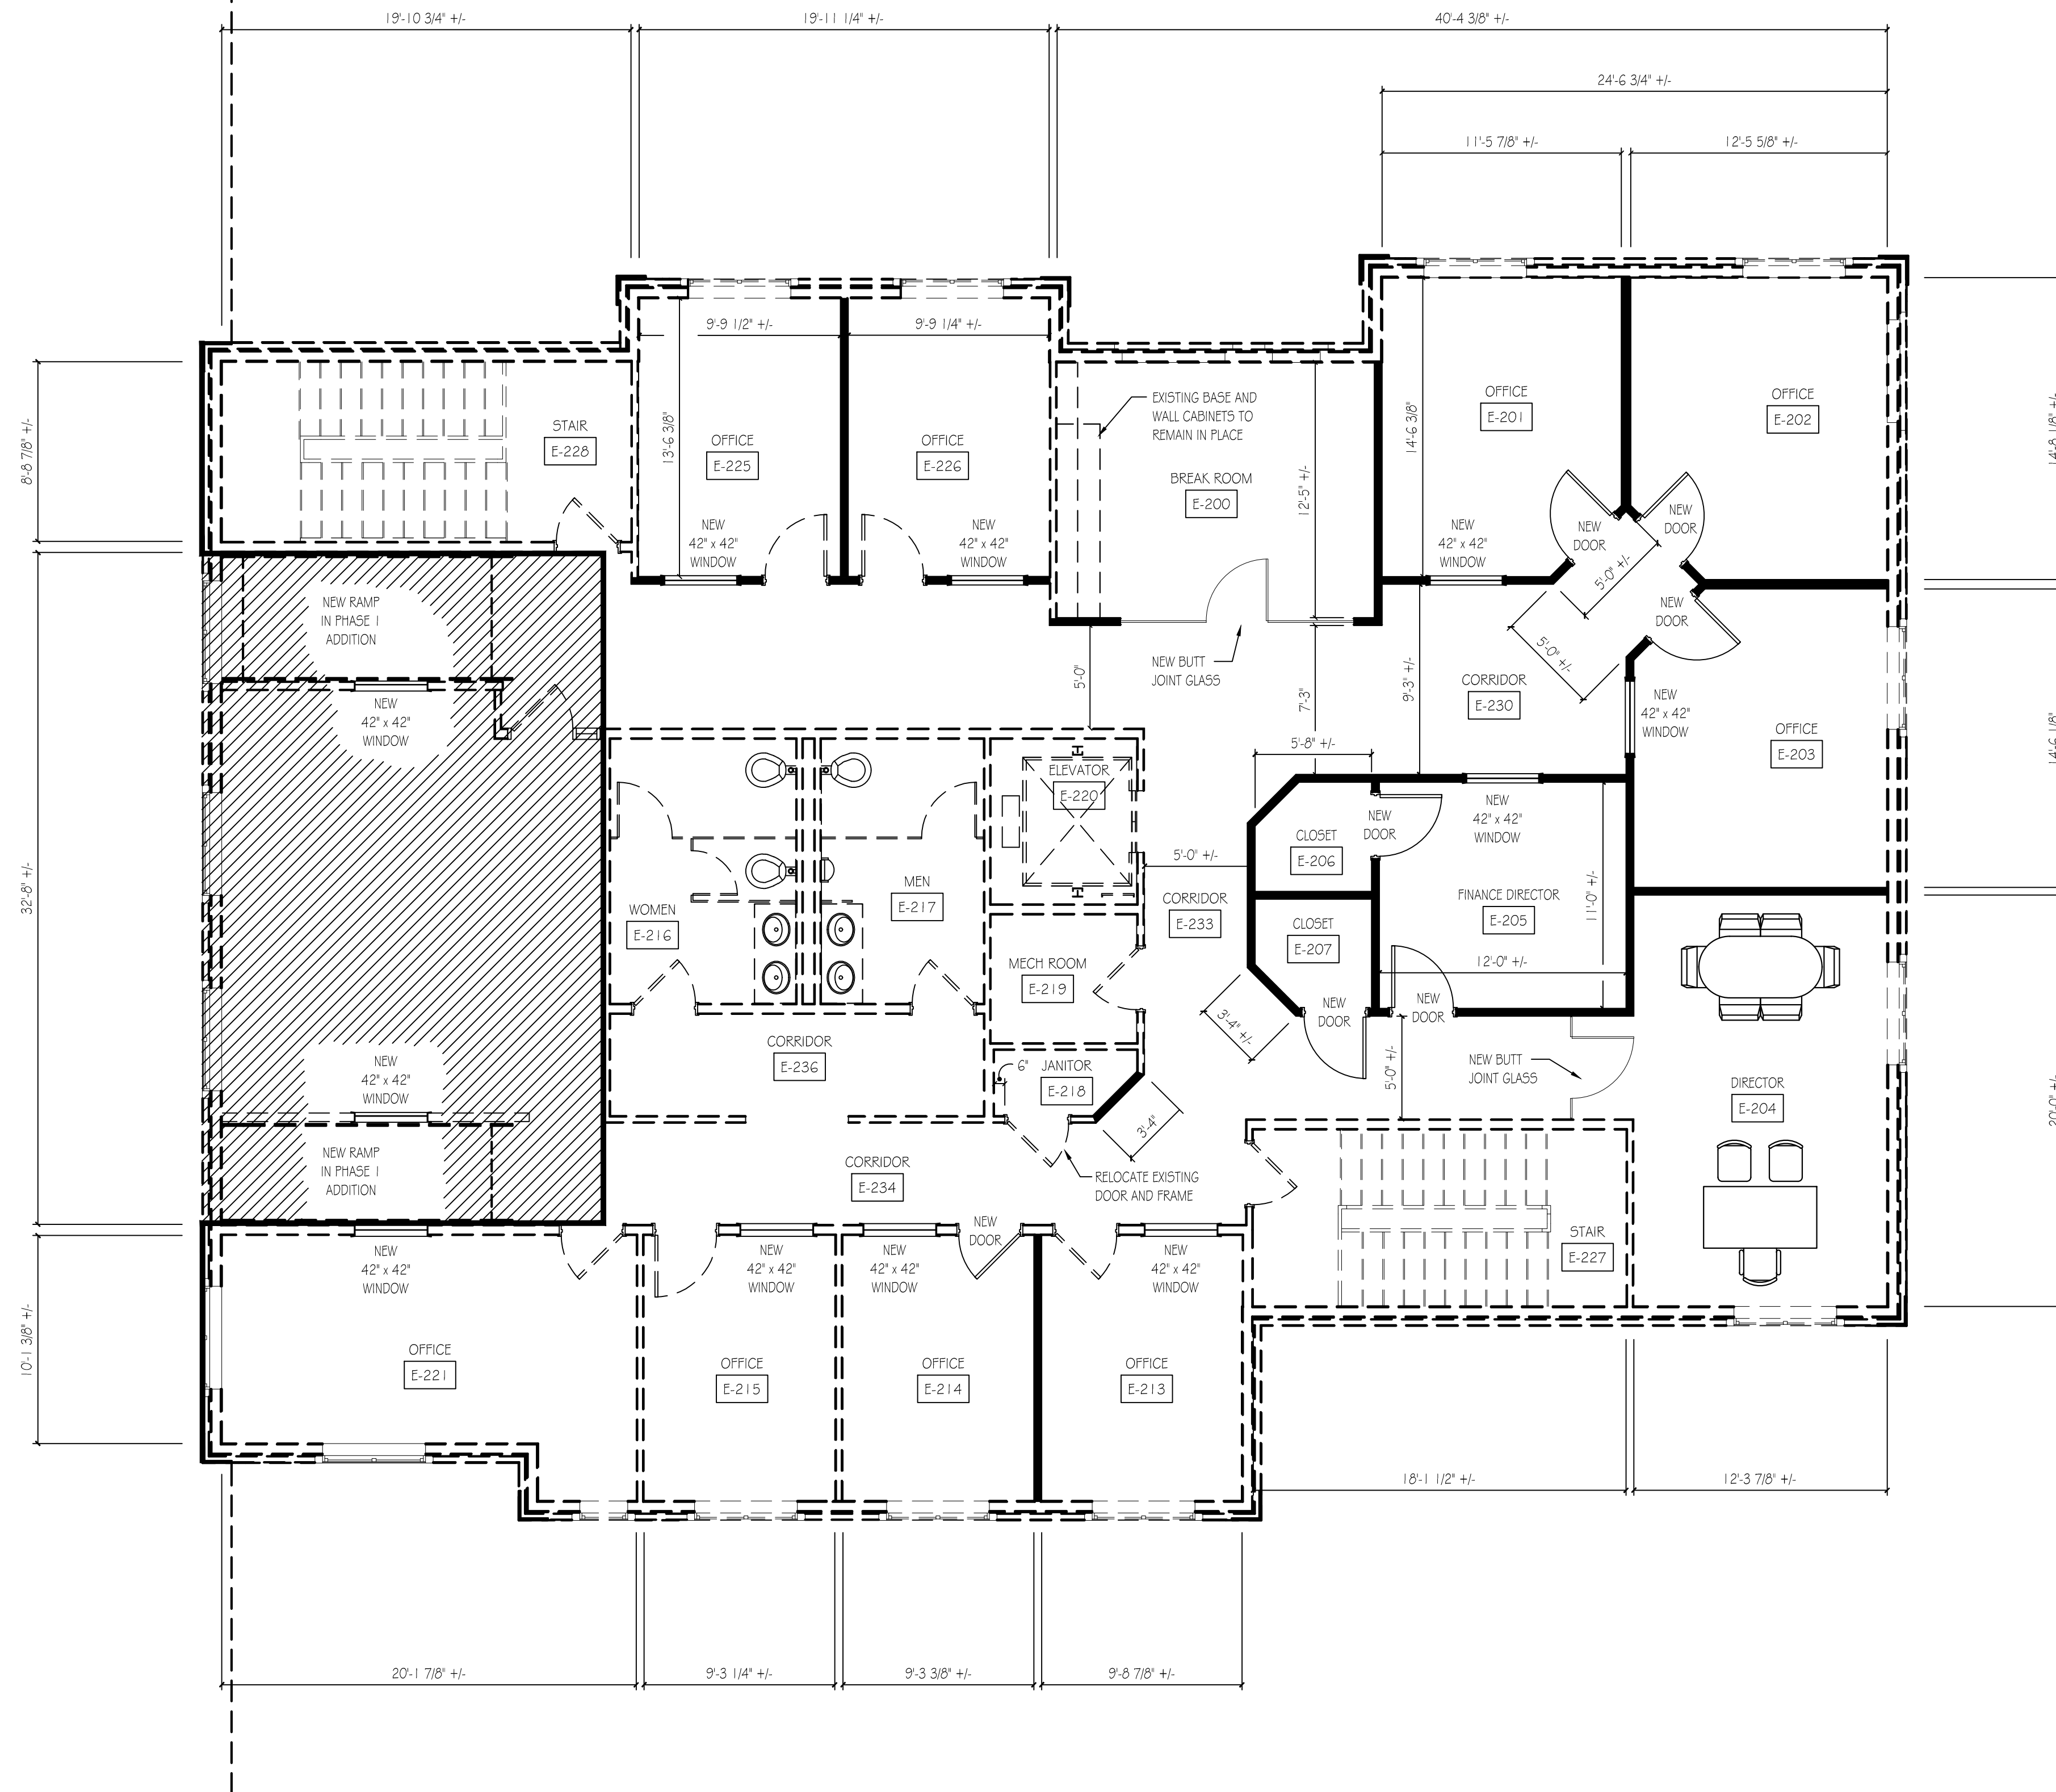 19'-10 3/4" +/-
19'-11 1/4" +/-
40'-4 3/8" +/-
24'-6 3/4" +/-
11'-5 7/8" +/-
12'-5 5/8" +/-
9'-9 1/2" +/-
9'-9 1/4" +/-
8'-8 7/8" +/-
STAIR
E-228
13'-6 3/8"
OFFICE
E-225
NEW
42" x 42"
WINDOW
OFFICE
E-226
NEW
42" x 42"
WINDOW
EXISTING BASE AND
WALL CABINETS TO
REMAIN IN PLACE
BREAK ROOM
E-200
12'-5" +/-
OFFICE
E-201
14'-6 3/8"
NEW
42" x 42"
WINDOW
NEW
DOOR
OFFICE
E-202
NEW
DOOR
5'-0" +/-
14'-8 1/8" +/-
NEW RAMP
IN PHASE 1
ADDITION
NEW
42" x 42"
WINDOW
5'-0"
NEW BUTT
JOINT GLASS
7'-3"
9'-3" +/-
CORRIDOR
E-230
5'-0" +/-
NEW
DOOR
NEW
42" x 42"
WINDOW
OFFICE
E-203
14'-6 1/8"
32'-8" +/-
ELEVATOR
E-220
5'-8" +/-
CLOSET
E-206
NEW
DOOR
NEW
42" x 42"
WINDOW
5'-0" +/-
WOMEN
E-216
MEN
E-217
CORRIDOR
E-233
CLOSET
E-207
FINANCE DIRECTOR
E-205
11'-0" +/-
12'-0" +/-
MECH ROOM
E-219
3'-4" +/-
NEW
DOOR
NEW
DOOR
CORRIDOR
E-236
6"
JANITOR
E-218
3'-4"
5'-0" +/-
NEW BUTT
JOINT GLASS
DIRECTOR
E-204
20'-0" +/-
NEW
42" x 42"
WINDOW
NEW RAMP
IN PHASE 1
ADDITION
CORRIDOR
E-234
RELOCATE EXISTING
DOOR AND FRAME
STAIR
E-227
NEW
42" x 42"
WINDOW
NEW
42" x 42"
WINDOW
NEW
42" x 42"
WINDOW
NEW
DOOR
NEW
42" x 42"
WINDOW
10'-1 3/8" +/-
OFFICE
E-221
OFFICE
E-215
OFFICE
E-214
OFFICE
E-213
18'-1 1/2" +/-
12'-3 7/8" +/-
20'-1 7/8" +/-
9'-3 1/4" +/-
9'-3 3/8" +/-
9'-8 7/8" +/-